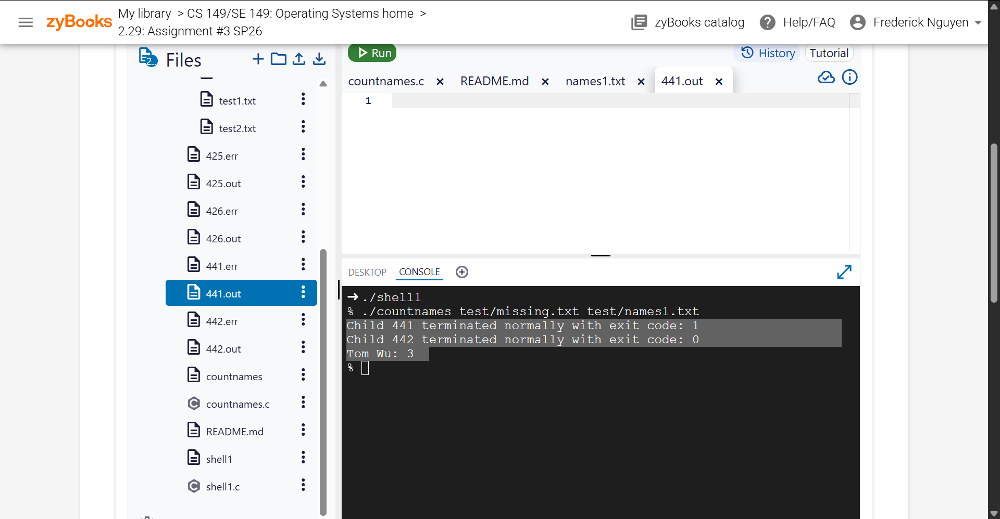 zyBooks
My library > CS 149/SE 149: Operating Systems home >
2.29: Assignment #3 SP26
zyBooks catalog
Help/FAQ
Frederick Nguyen
2..
Files
Run
History
Tutorial
countnames.c
README.md
names1.txt
441.out
1
test1.txt
test2.txt
425.err
425.out
426.err
426.out
441.err
441.out
442.err
442.out
countnames
countnames.c
README.md
shell1
shell1.c
DESKTOP
CONSOLE
➜ ./shell1
% ./countnames test/missing.txt test/names1.txt
Child 441 terminated normally with exit code: 1
Child 442 terminated normally with exit code: 0
Tom Wu: 3
%